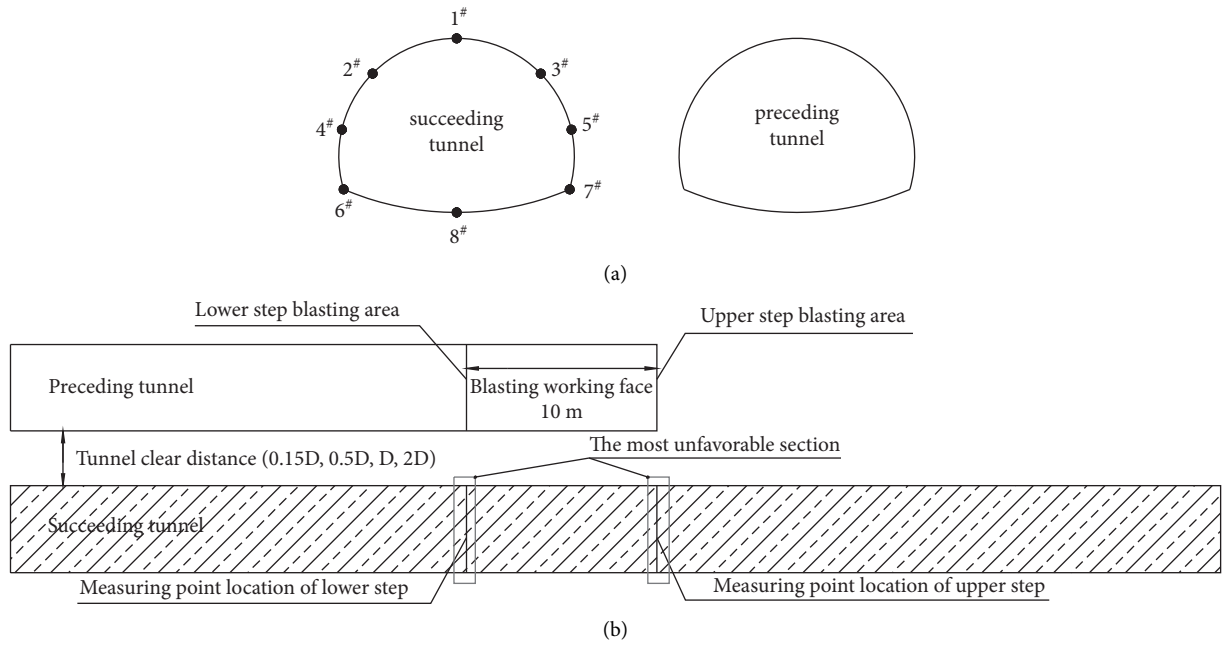 1#
2#
3#
4#
5#
6#
7#
8#
succeeding
tunnel
preceding
tunnel
(a)
Lower step blasting area
Upper step blasting area
Preceding tunnel
Blasting working face
10 m
Tunnel clear distance (0.15D, 0.5D, D, 2D)
The most unfavorable section
Succeeding tunnel
Measuring point location of lower step
Measuring point location of upper step
(b)